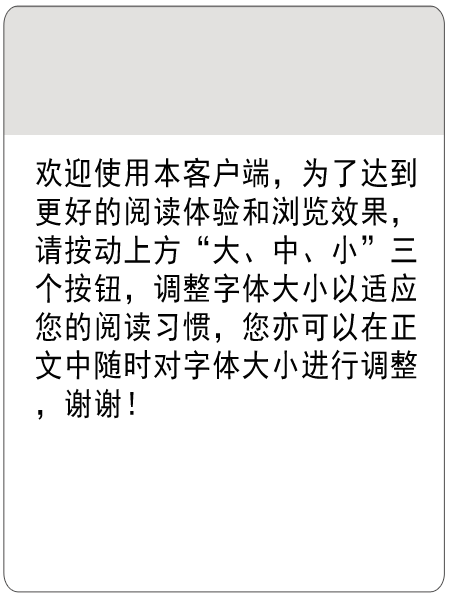 欢迎使用本客户端，为了达到
更好的阅读体验和浏览效果，
请按动上方“大、中、小”三
个按钮，调整字体大小以适应
您的阅读习惯，您亦可以在正
文中随时对字体大小进行调整
，谢谢！